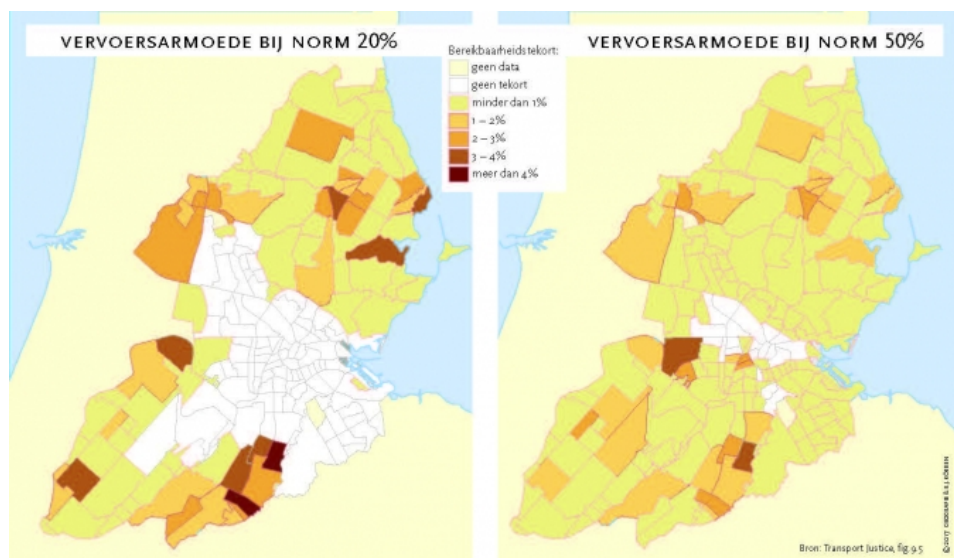 VERVOERSARMOEDE BIJ NORM 20%
Bereikbaarheidstekort:
geen data
geen tekort
minder dan 1%
1 – 2%
2 – 3%
3 – 4%
meer dan 4%
VERVOERSARMOEDE BIJ NORM 50%
Bron: Transport Justice, fig 9.5